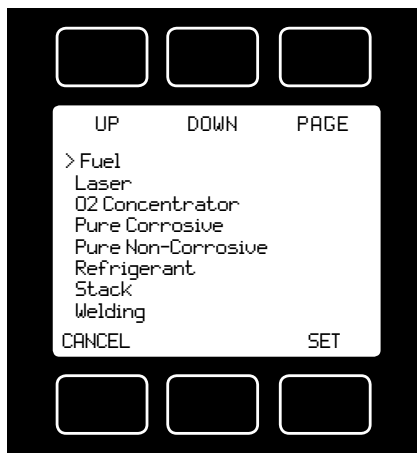 UP DOWN PAGE
>Fuel
Laser
O2 Concentrator
Pure Corrosive
Pure Non-Corrosive
Refrigerant
Stack
Welding
CANCEL SET